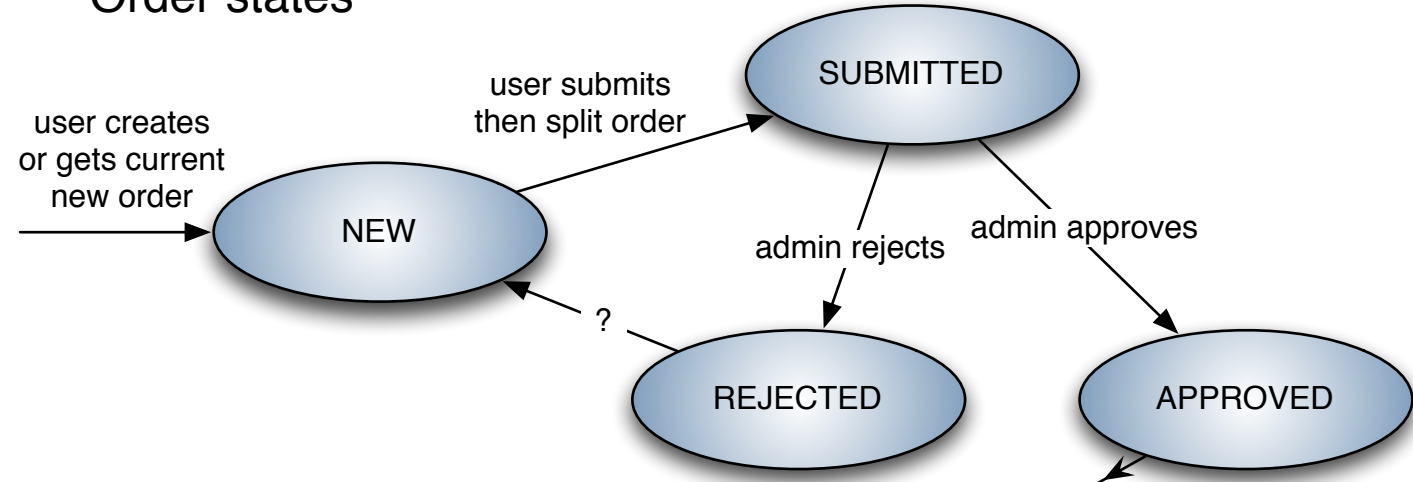 Order states
SUBMITTED
user submits
then split order
user creates
or gets current
new order
NEW
admin approves
admin rejects
?
REJECTED
APPROVED